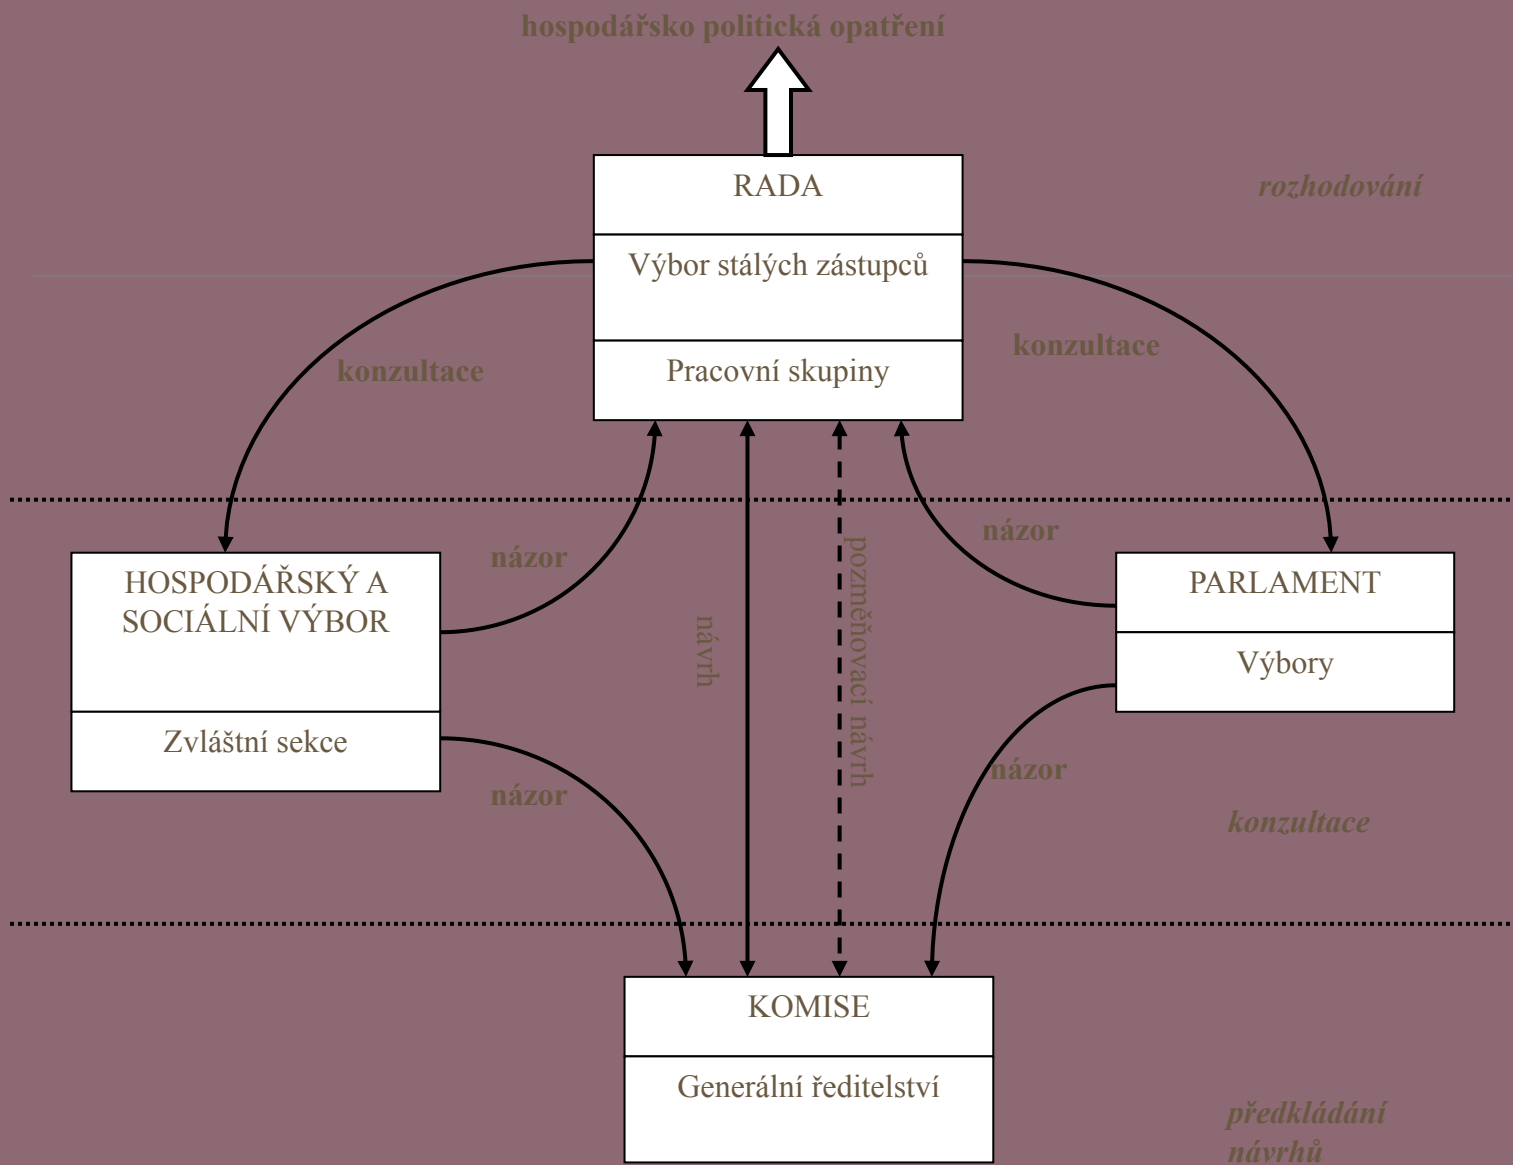 hospodářsko politická opatření
RADA
rozhodování
Výbor stálých zástupců
konzultace
konzultace
Pracovní skupiny
názor
názor
HOSPODÁŘSKÝ A
SOCIÁLNÍ VÝBOR
PARLAMENT
návrh
pozměňovací návrh
Výbory
Zvláštní sekce
názor
názor
konzultace
KOMISE
Generální ředitelství
předkládání
návrhů